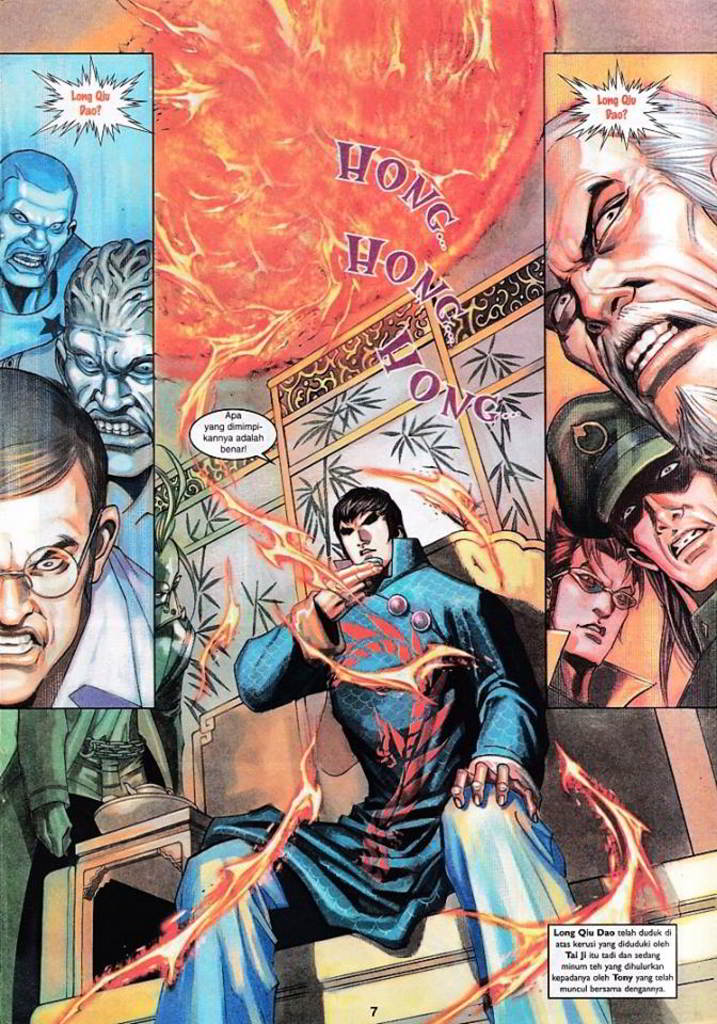 Long Qiu
Dao?
Long Qiu
Dao?
HONG...
HONG...
HONG...
Apa
yang dimimpi-
kannya adalah
benar!
Long Qiu Dao telah duduk di
atas kerusi yang diduduki oleh
Tai Ji itu tadi dan sedang
minum teh yang dihulurkan
kepadanya oleh Tony yang telah
muncul bersama dengannya.
7